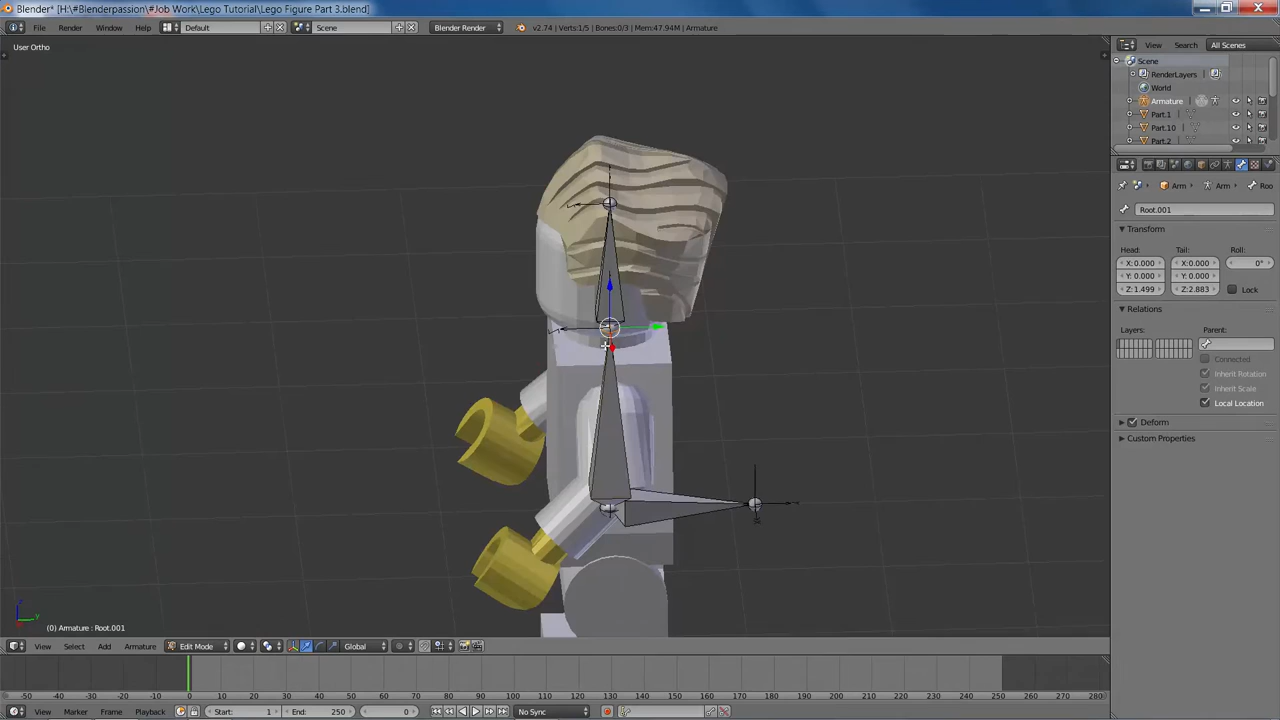 Blender* [H:\#Blenderpassion\#Job Work\Lego Tutorial\Lego Figure Part 3.blend]
File Render Window Help Default Scene Blender Render v2.74 | Verts:1/5 | Bones:0/3 | Mem:47.94M | Armature
User Ortho
View Search All Scenes
Scene
RenderLayers
World
Armature
Part.1
Part.10
Part.2
Arm Arm Roo
Root.001
Transform
Head: Tail: Roll:
X:0.000 X:0.000 0°
Y:0.000 Y:0.000
Z:1.499 Z:2.883 Lock
Relations
Layers: Parent:
Connected
Inherit Rotation
Inherit Scale
Local Location
Deform
Custom Properties
z
y
(0) Armature : Root.001
View Select Add Armature Edit Mode Global
-50 -40 -30 -20 -10 0 10 20 30 40 50 60 70 80 90 100 110 120 130 140 150 160 170 180 190 200 210 220 230 240 250 260 270 280
View Marker Frame Playback Start: 1 End: 250 0 No Sync